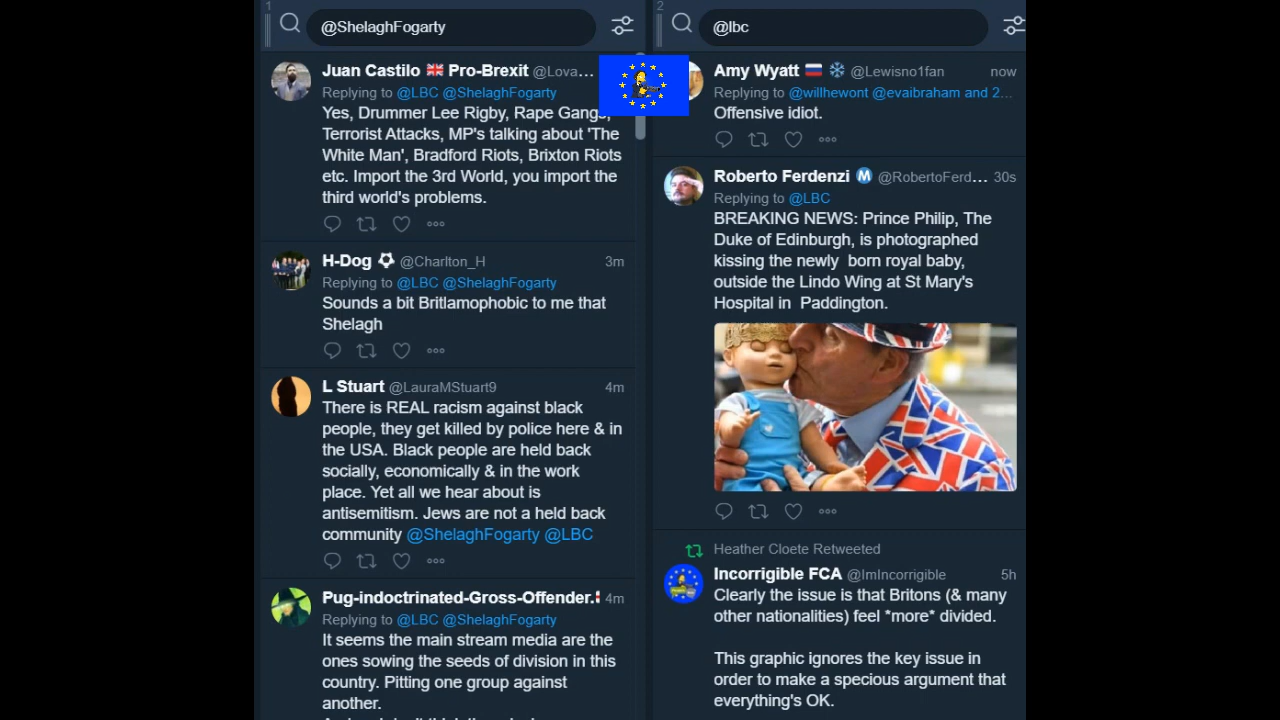 1
@ShelaghFogarty
Juan Castilo 🇬🇧 Pro-Brexit @Lova...
Replying to @LBC @ShelaghFogarty
Yes, Drummer Lee Rigby, Rape Gangs,
Terrorist Attacks, MP's talking about 'The
White Man', Bradford Riots, Brixton Riots
etc. Import the 3rd World, you import the
third world's problems.
H-Dog ⚽ @Charlton_H 3m
Replying to @LBC @ShelaghFogarty
Sounds a bit Britlamophobic to me that
Shelagh
L Stuart @LauraMStuart9 4m
There is REAL racism against black
people, they get killed by police here & in
the USA. Black people are held back
socially, economically & in the work
place. Yet all we hear about is
antisemitism. Jews are not a held back
community @ShelaghFogarty @LBC
Pug-indoctrinated-Gross-Offender. 4m
Replying to @LBC @ShelaghFogarty
It seems the main stream media are the
ones sowing the seeds of division in this
country. Pitting one group against
another.
2
@lbc
Amy Wyatt 🇷🇺 ❄ @Lewisno1fan now
Replying to @willhewont @evaibraham and 2...
Offensive idiot.
Roberto Ferdenzi Ⓜ @RobertoFerd... 30s
Replying to @LBC
BREAKING NEWS: Prince Philip, The
Duke of Edinburgh, is photographed
kissing the newly born royal baby,
outside the Lindo Wing at St Mary's
Hospital in Paddington.
Heather Cloete Retweeted
Incorrigible FCA @ImIncorrigible 5h
Clearly the issue is that Britons (& many
other nationalities) feel *more* divided.
This graphic ignores the key issue in
order to make a specious argument that
everything's OK.